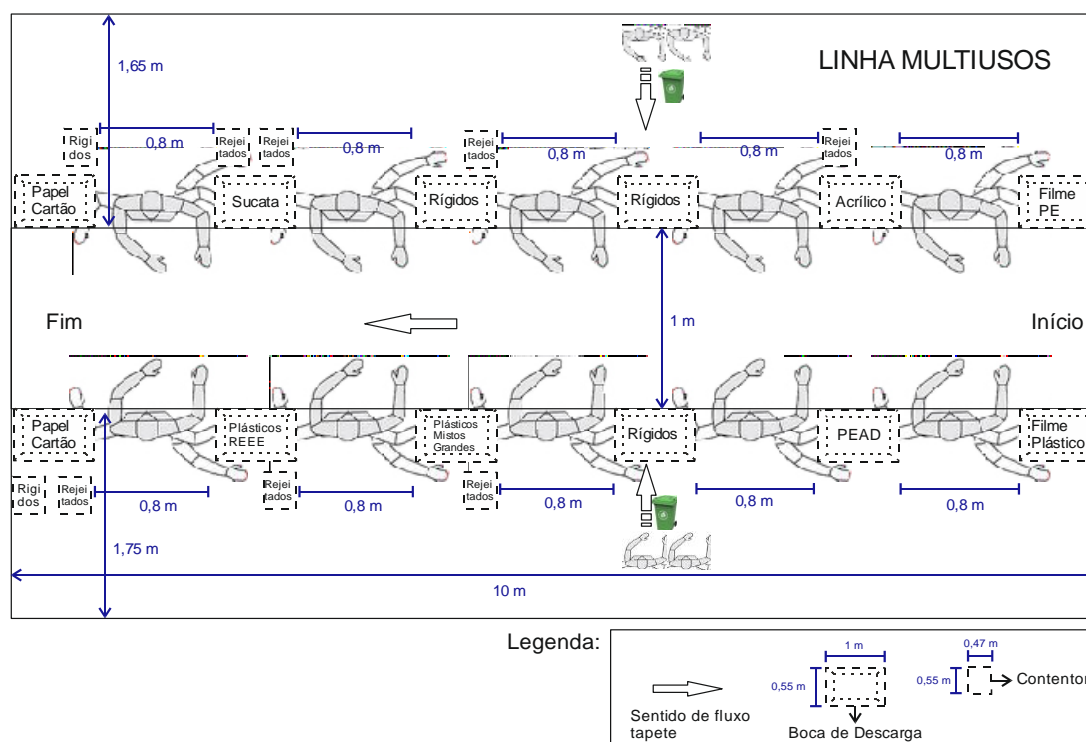 LINHA MULTIUSOS
1,65 m
Rigi
dos
0,8 m
Rejei
tados
Rejei
tados
0,8 m
Rejei
tados
0,8 m
0,8 m
Rejei
tados
0,8 m
Papel
Cartão
Sucata
Rígidos
Rígidos
Acrílico
Filme
PE
Fim
1 m
Início
Papel
Cartão
Plásticos
REEE
Plásticos
Mistos
Grandes
Rígidos
PEAD
Filme
Plástico
Rigi
dos
Rejei
tados
0,8 m
Rejei
tados
0,8 m
Rejei
tados
0,8 m
0,8 m
0,8 m
1,75 m
10 m
Legenda:
Sentido de fluxo
tapete
1 m
0,55 m
Boca de Descarga
0,47 m
0,55 m
Contentor